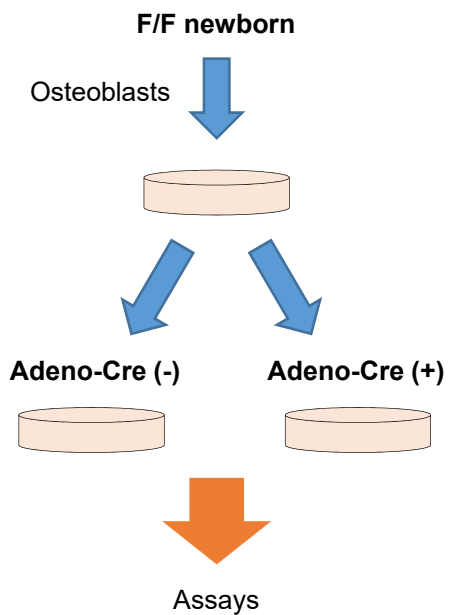 F/F newborn
Osteoblasts
Adeno-Cre (-)
Adeno-Cre (+)
Assays